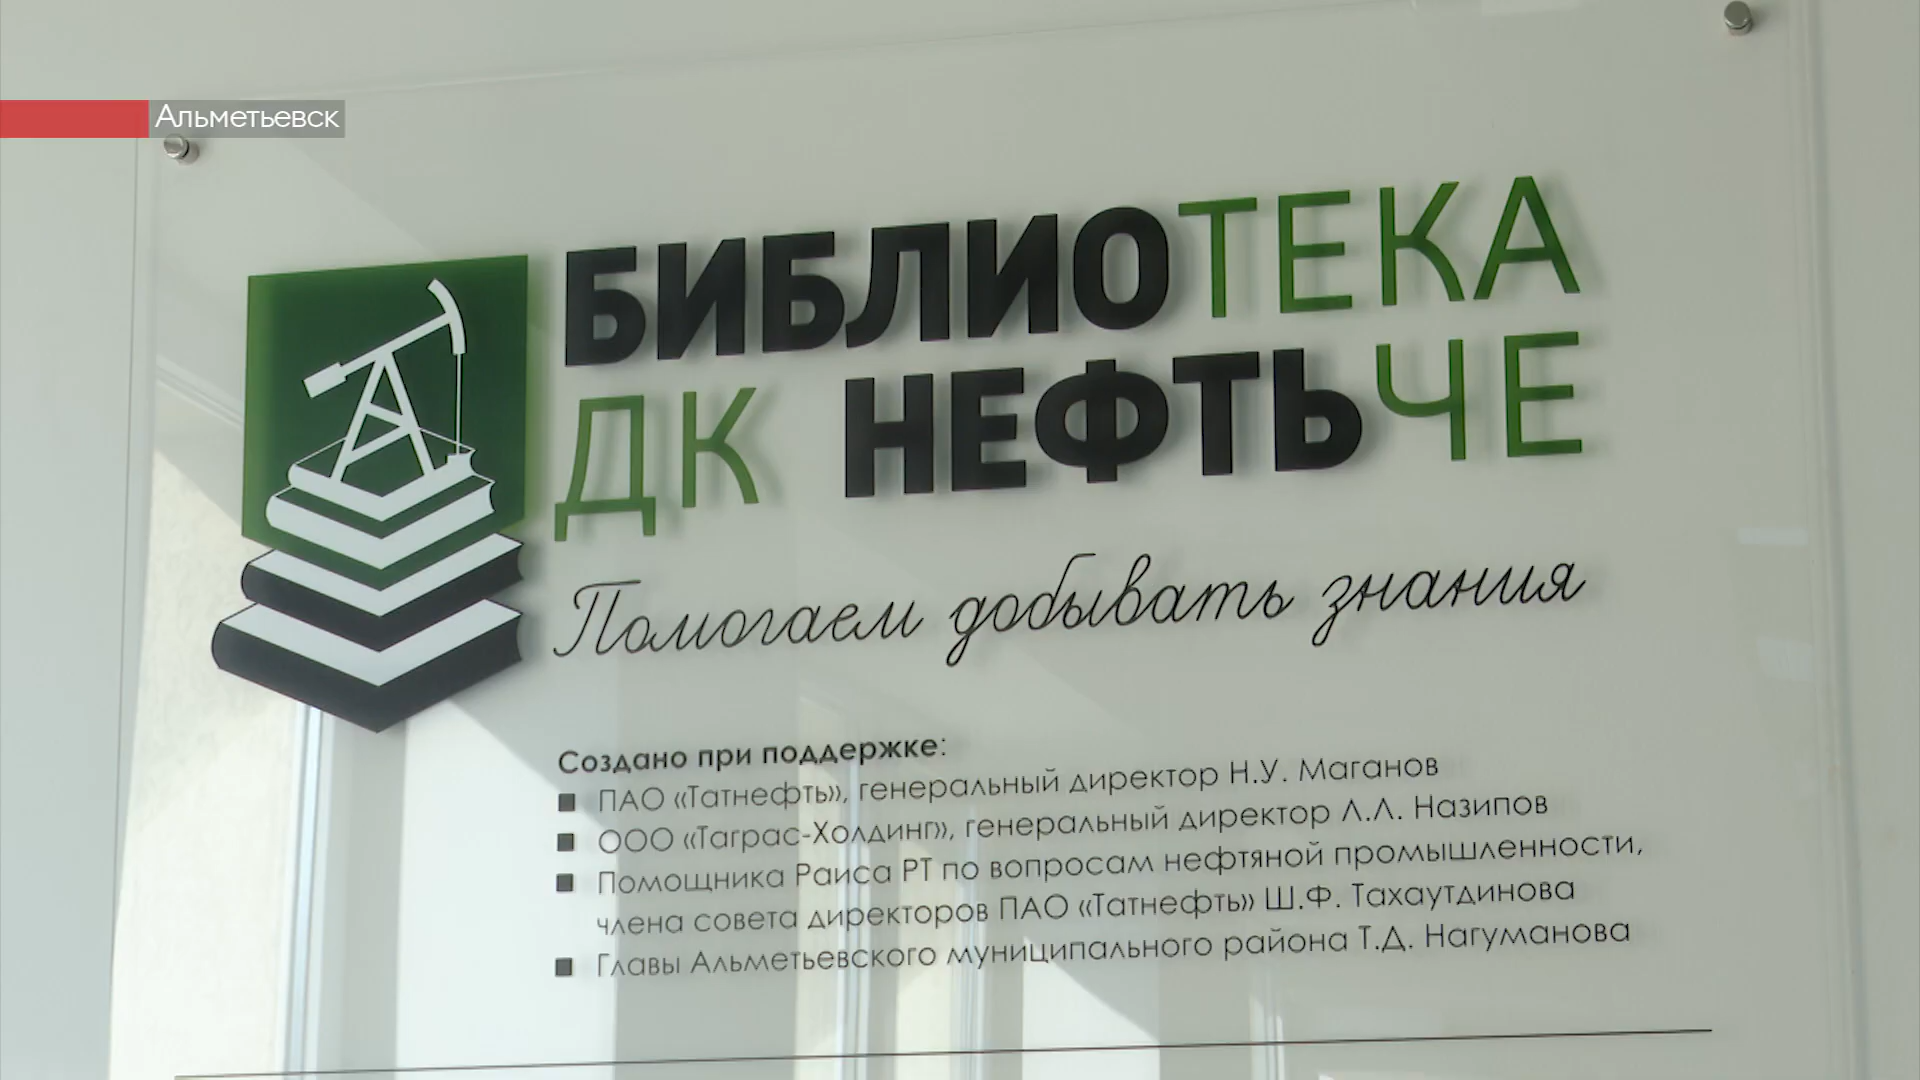 Альметьевск
БИБЛИОТЕКА
ДК НЕФТЬЧЕ
Помогаем добывать знания
Создано при поддержке:
■ ПАО «Татнефть», генеральный директор Н.У. Маганов
■ ООО «Таграс-Холдинг», генеральный директор Л.Л. Назипов
■ Помощника Раиса РТ по вопросам нефтяной промышленности,
члена совета директоров ПАО «Татнефть» Ш.Ф. Тахаутдинова
■ Главы Альметьевского муниципального района Т.Д. Нагуманова